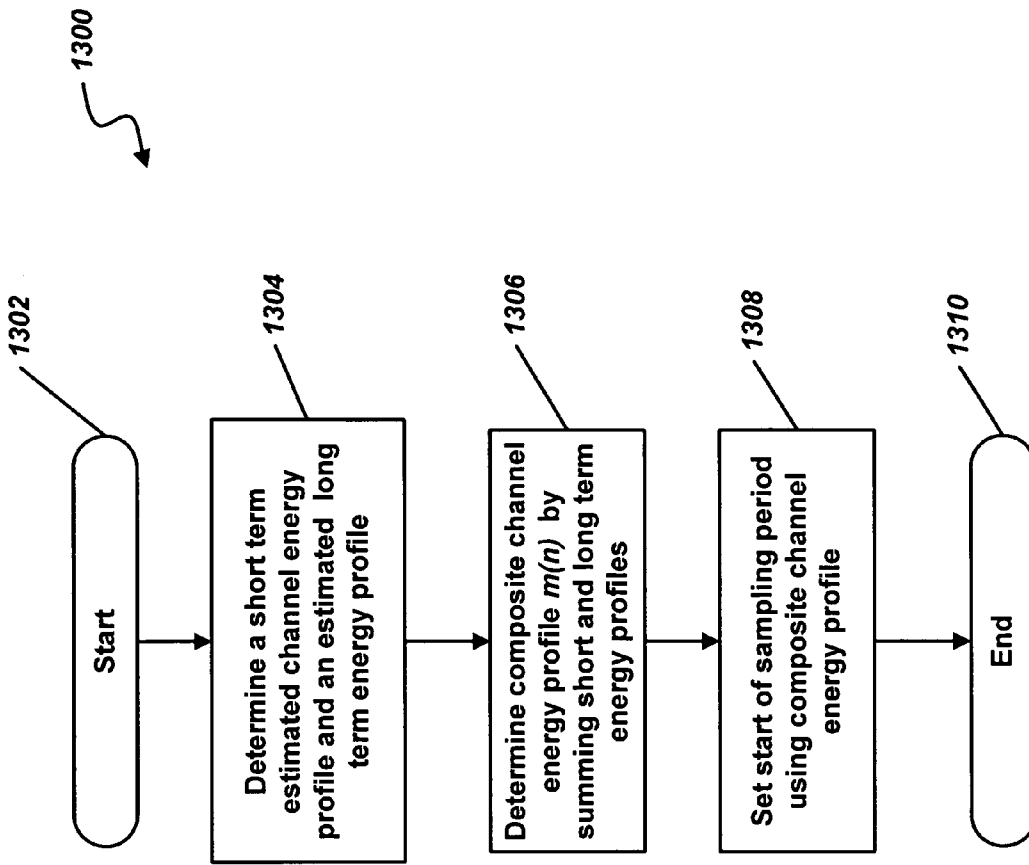 1300
1302
Start
1304
Determine a short term
estimated channel energy
profile and an estimated long
term energy profile
1306
Determine composite channel
energy profile m(n) by
summing short and long term
energy profiles
1308
Set start of sampling period
using composite channel
energy profile
1310
End